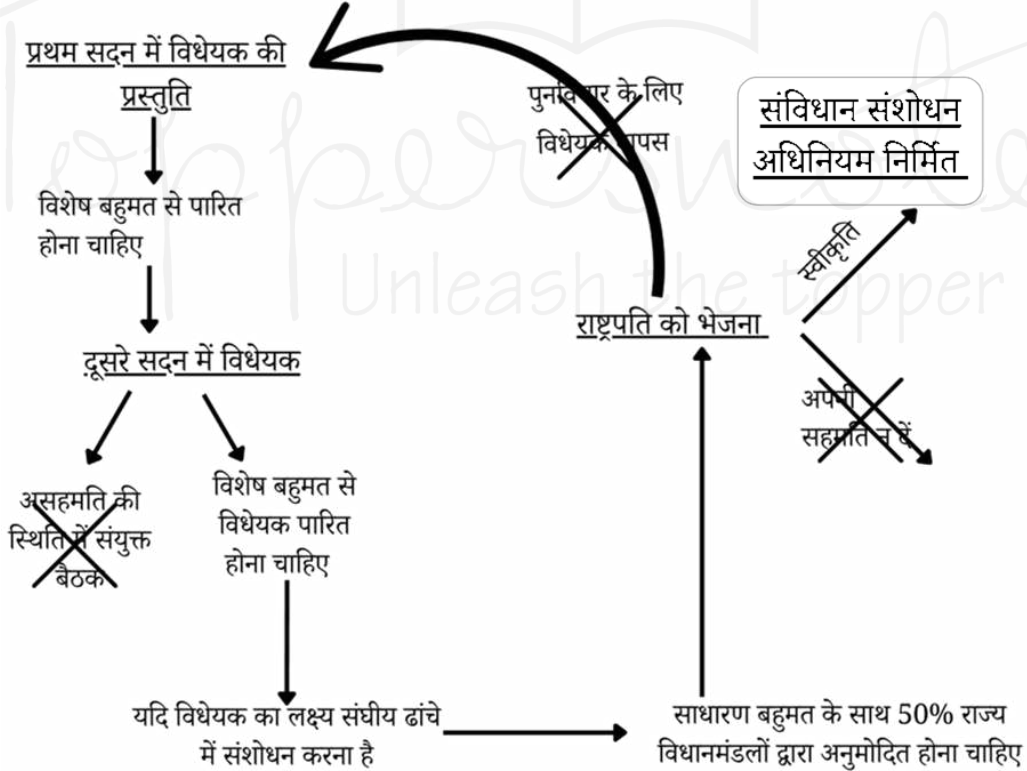 प्रथम सदन में विधेयक की
प्रस्तुति
विशेष बहुमत से पारित
होना चाहिए
दूसरे सदन में विधेयक
असहमति की
स्थिति में संयुक्त
बैठक
विशेष बहुमत से
विधेयक पारित
होना चाहिए
यदि विधेयक का लक्ष्य संघीय ढांचे
में संशोधन करना है
साधारण बहुमत के साथ 50% राज्य
विधानमंडलों द्वारा अनुमोदित होना चाहिए
राष्ट्रपति को भेजना
पुनर्विचार के लिए
विधेयक वापस
स्वीकृति
संविधान संशोधन
अधिनियम निर्मित
अपनी
सहमति न दें
Toppersnote
Unleash the topper